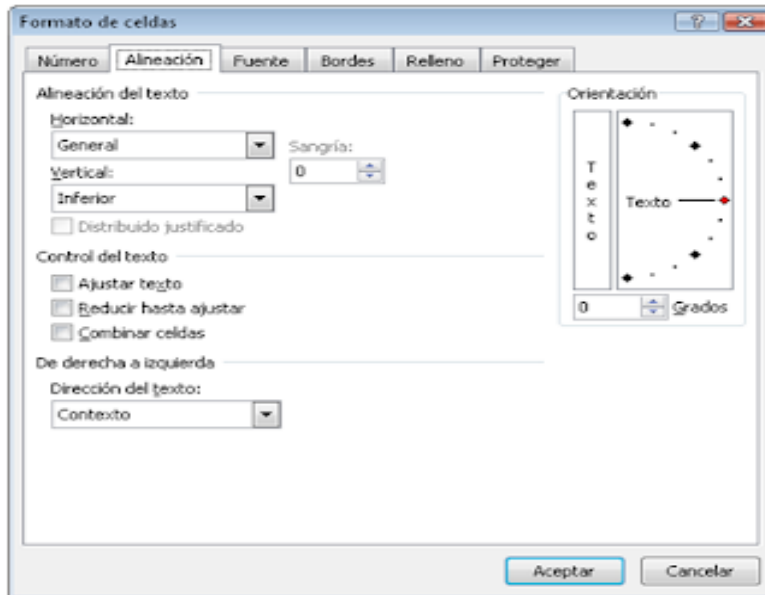 Formato de celdas
Número Alineación Fuente Bordes Relleno Proteger
Alineación del texto
Horizontal:
General
Sangría:
0
Vertical:
Inferior
Distribuido justificado
Control del texto
Ajustar texto
Reducir hasta ajustar
Combinar celdas
De derecha a izquierda
Dirección del texto:
Contexto
Orientación
Texto
Texto
0 Grados
Aceptar Cancelar